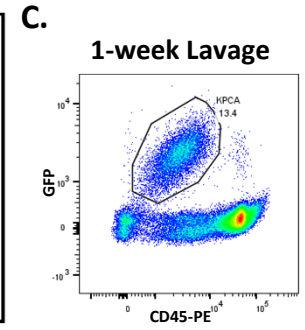 C.
1-week Lavage
10⁴
KPCA
13.4
10³
GFP
0
-10³
0
10⁴
10⁵
CD45-PE